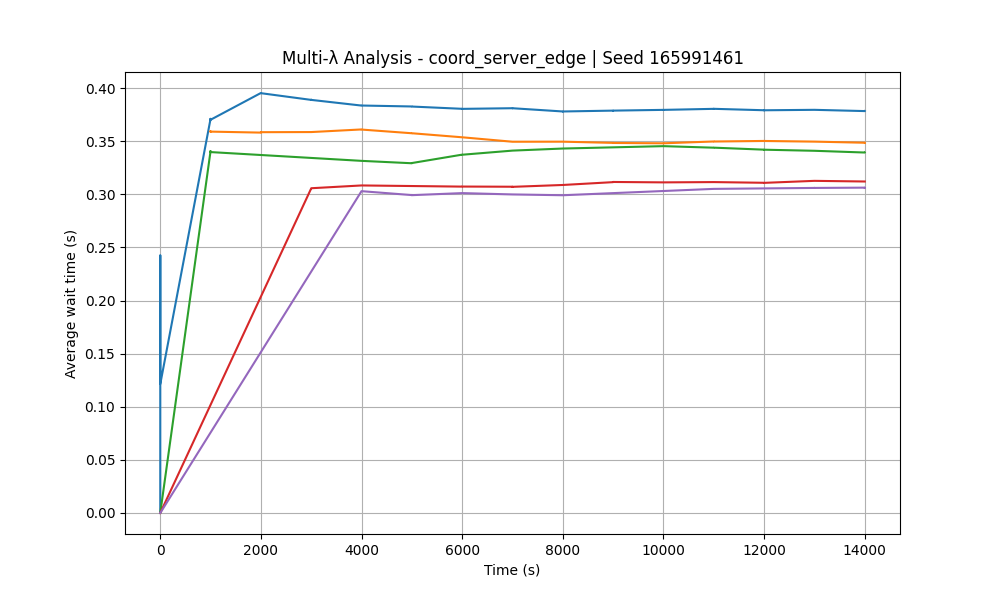 Multi-λ Analysis - coord_server_edge | Seed 165991461
0.40
0.35
0.30
0.25
0.20
0.15
0.10
0.05
0.00
Average wait time (s)
0 2000 4000 6000 8000 10000 12000 14000
Time (s)